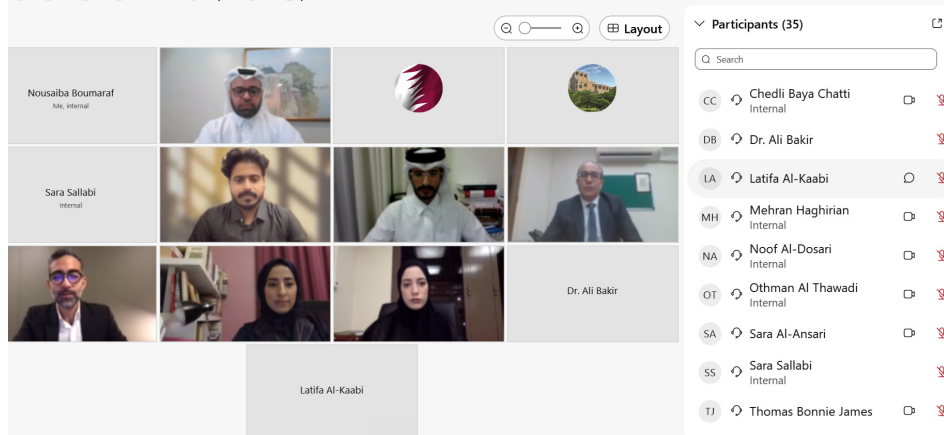 Layout
Nousaiba Boumaraf
Me, internal
Sara Sallabi
Internal
Dr. Ali Bakir
Latifa Al-Kaabi
Participants (35)
Search
CC Chedli Baya Chatti
Internal
DB Dr. Ali Bakir
LA Latifa Al-Kaabi
MH Mehran Haghirian
Internal
NA Noof Al-Dosari
Internal
OT Othman Al Thawadi
Internal
SA Sara Al-Ansari
SS Sara Sallabi
Internal
TJ Thomas Bonnie James